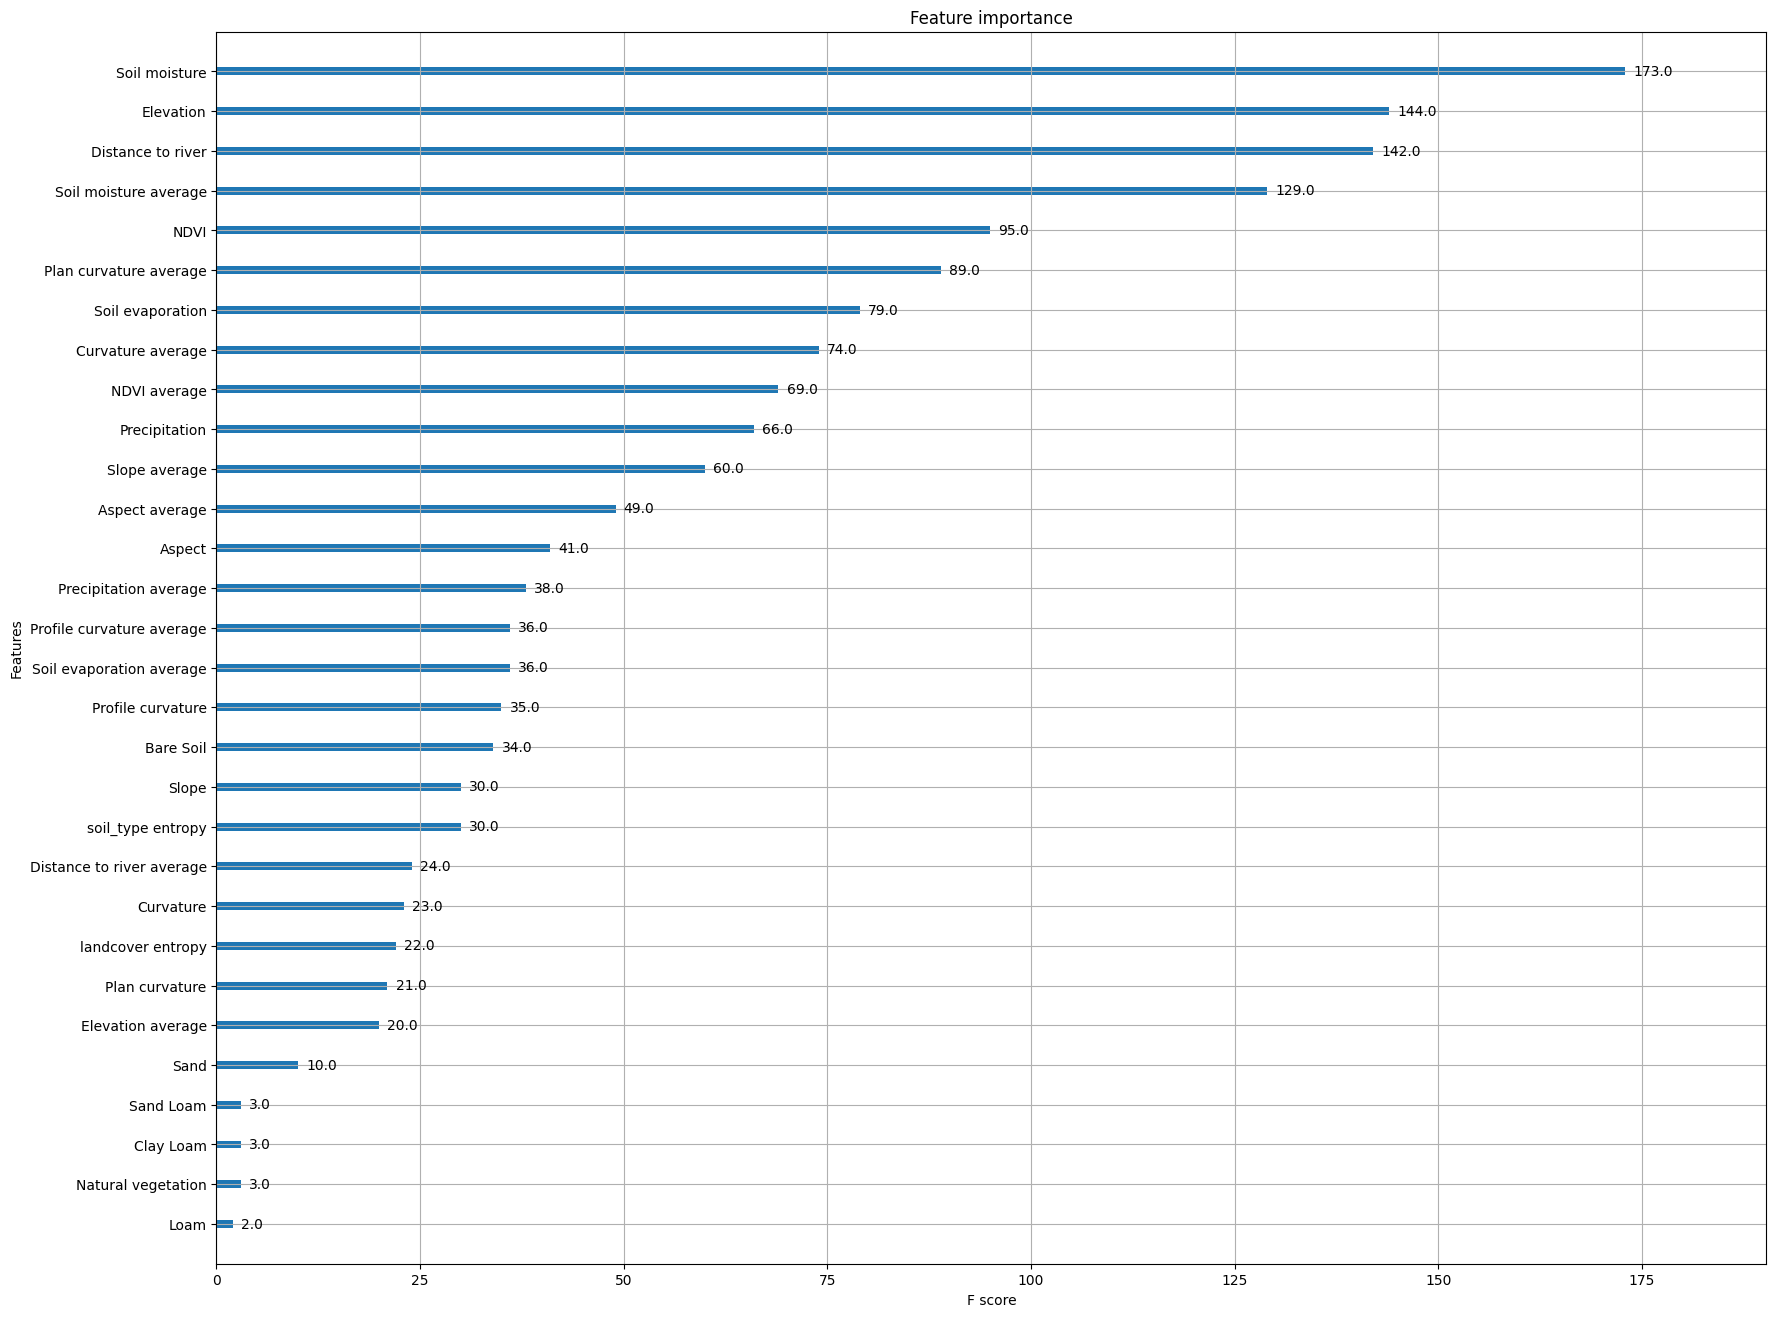 Feature importance
Soil moisture 173.0
Elevation 144.0
Distance to river 142.0
Soil moisture average 129.0
NDVI 95.0
Plan curvature average 89.0
Soil evaporation 79.0
Curvature average 74.0
NDVI average 69.0
Precipitation 66.0
Slope average 60.0
Aspect average 49.0
Aspect 41.0
Precipitation average 38.0
Profile curvature average 36.0
Soil evaporation average 36.0
Profile curvature 35.0
Bare Soil 34.0
Slope 30.0
soil_type entropy 30.0
Distance to river average 24.0
Curvature 23.0
landcover entropy 22.0
Plan curvature 21.0
Elevation average 20.0
Sand 10.0
Sand Loam 3.0
Clay Loam 3.0
Natural vegetation 3.0
Loam 2.0
Features
0 25 50 75 100 125 150 175
F score